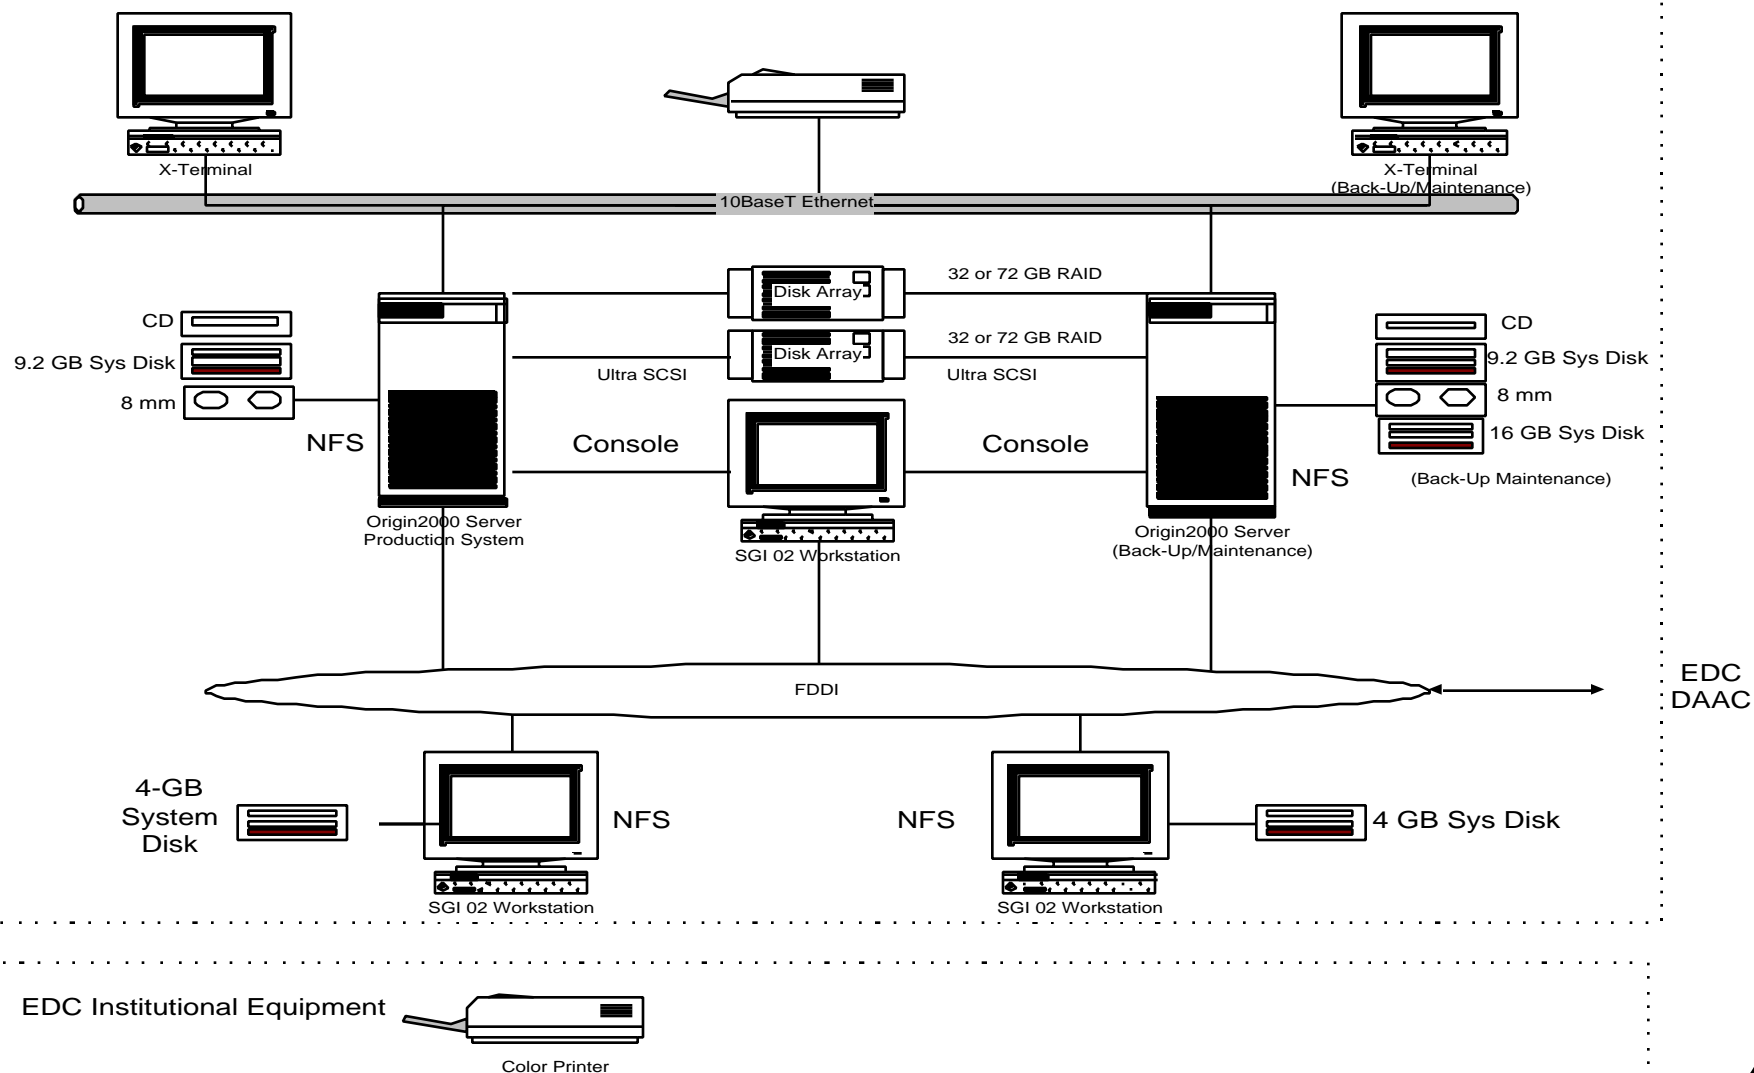 X-Terminal
X-Terminal
(Back-Up/Maintenance)
10BaseT Ethernet
32 or 72 GB RAID
Disk Array
CD
CD
32 or 72 GB RAID
Disk Array
9.2 GB Sys Disk
9.2 GB Sys Disk
Ultra SCSI
Ultra SCSI
8 mm
8 mm
NFS
Console
Console
16 GB Sys Disk
NFS
(Back-Up Maintenance)
Origin2000 Server
Production System
Origin2000 Server
(Back-Up/Maintenance)
SGI 02 Workstation
FDDI
EDC
DAAC
4-GB
System
Disk
NFS
NFS
4 GB Sys Disk
SGI 02 Workstation
SGI 02 Workstation
EDC Institutional Equipment
Color Printer